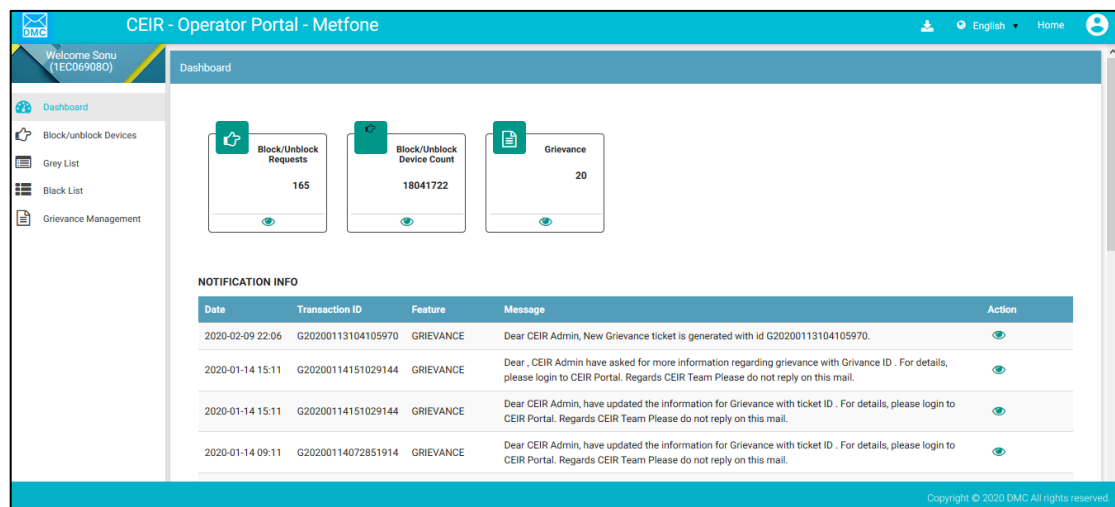 DMC
CEIR - Operator Portal - Metfone
English
Home
Welcome Sonu
(1EC06908O)
Dashboard
Dashboard
Block/unblock Devices
Grey List
Black List
Grievance Management
Block/Unblock
Requests
165
Block/Unblock
Device Count
18041722
Grievance
20
NOTIFICATION INFO
Date Transaction ID Feature Message Action
2020-02-09 22:06 G20200113104105970 GRIEVANCE Dear CEIR Admin, New Grievance ticket is generated with id G20200113104105970.
2020-01-14 15:11 G20200114151029144 GRIEVANCE Dear , CEIR Admin have asked for more information regarding grievance with Grivance ID . For details,
please login to CEIR Portal. Regards CEIR Team Please do not reply on this mail.
2020-01-14 15:11 G20200114151029144 GRIEVANCE Dear CEIR Admin, have updated the information for Grievance with ticket ID . For details, please login to
CEIR Portal. Regards CEIR Team Please do not reply on this mail.
2020-01-14 09:11 G20200114072851914 GRIEVANCE Dear CEIR Admin, have updated the information for Grievance with ticket ID . For details, please login to
CEIR Portal. Regards CEIR Team Please do not reply on this mail.
Copyright © 2020 DMC All rights reserved.